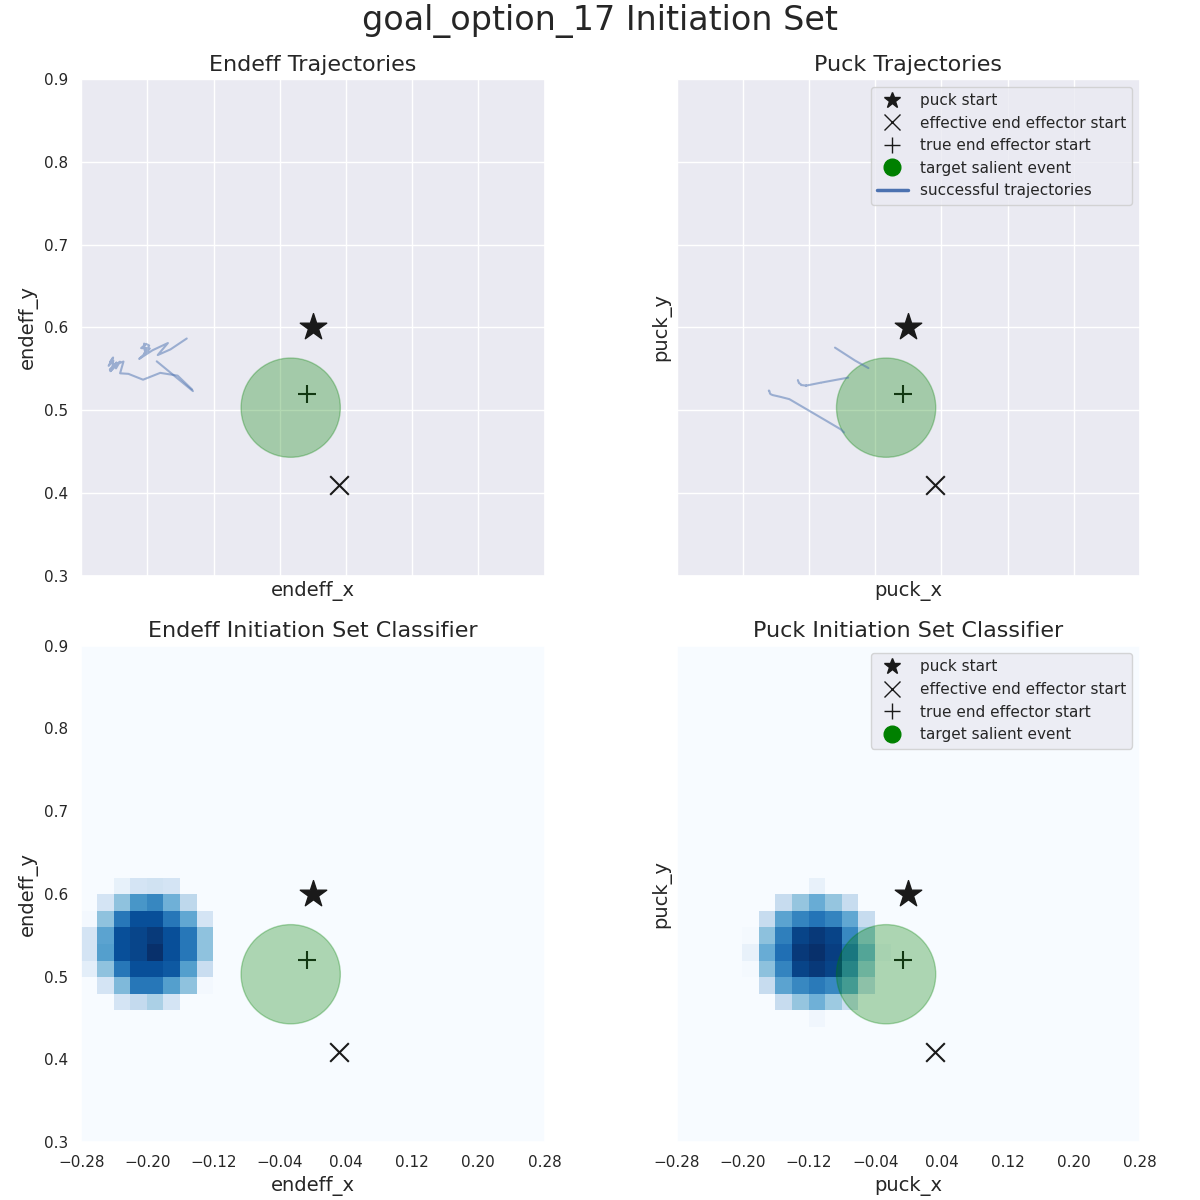 goal_option_17 Initiation Set
Endeff Trajectories
0.9
0.8
0.7
0.6
0.5
0.4
0.3
endeff_y
endeff_x
Puck Trajectories
puck start
effective end effector start
true end effector start
target salient event
successful trajectories
puck_y
puck_x
Endeff Initiation Set Classifier
0.9
0.8
0.7
0.6
0.5
0.4
0.3
endeff_y
−0.28 −0.20 −0.12 −0.04 0.04 0.12 0.20 0.28
endeff_x
Puck Initiation Set Classifier
puck start
effective end effector start
true end effector start
target salient event
puck_y
−0.28 −0.20 −0.12 −0.04 0.04 0.12 0.20 0.28
puck_x